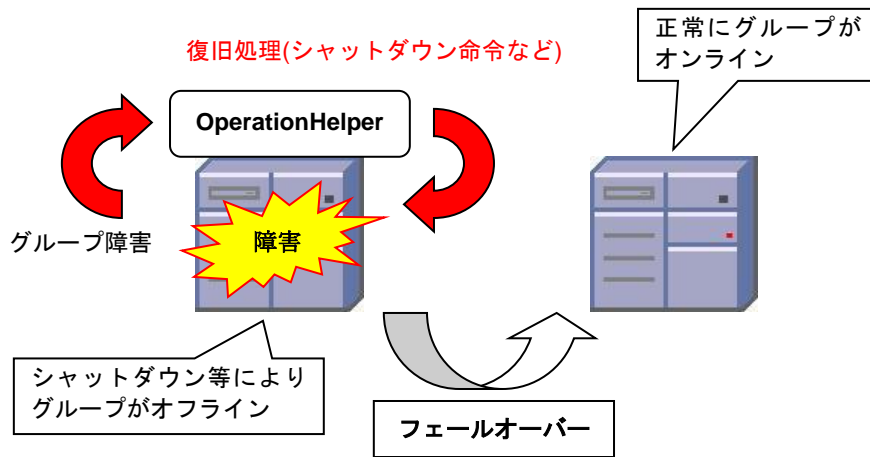 正常にグループが
オンライン
復旧処理(シャットダウン命令など)
OperationHelper
グループ障害
障害
シャットダウン等により
グループがオフライン
フェールオーバー